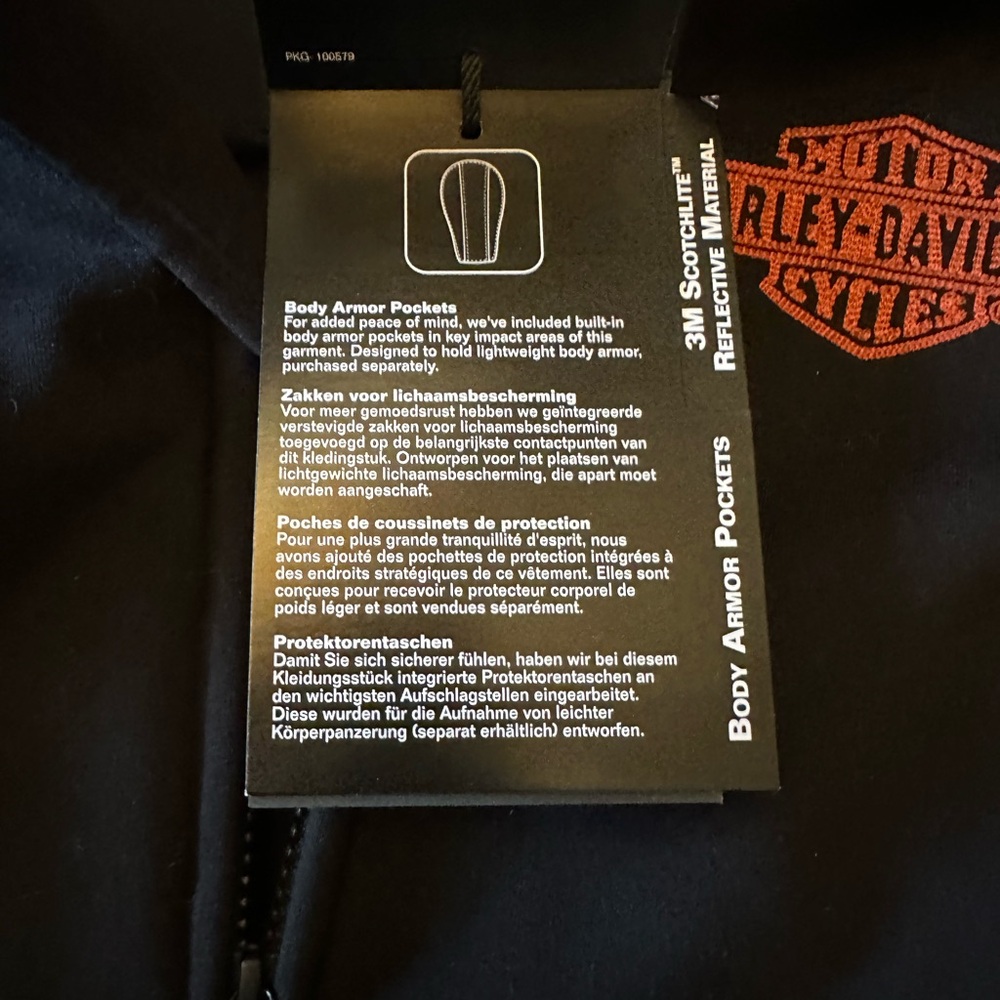 PKG 100579
Body Armor Pockets
For added peace of mind, we've included built-in
body armor pockets in key impact areas of this
garment. Designed to hold lightweight body armor,
purchased separately.
Zakken voor lichaamsbescherming
Voor meer gemoedsrust hebben we geïntegreerde
verstevigde zakken voor lichaamsbescherming
toegevoegd op de belangrijkste contactpunten van
dit kledingstuk. Ontworpen voor het plaatsen van
lichtgewichte lichaamsbescherming, die apart moet
worden aangeschaft.
Poches de coussinets de protection
Pour une plus grande tranquillité d'esprit, nous
avons ajouté des pochettes de protection intégrées à
des endroits stratégiques de ce vêtement. Elles sont
conçues pour recevoir le protecteur corporel de
poids léger et sont vendues séparément.
Protektorentaschen
Damit Sie sich sicherer fühlen, haben wir bei diesem
Kleidungsstück integrierte Protektorentaschen an
den wichtigsten Aufschlagstellen eingearbeitet.
Diese wurden für die Aufnahme von leichter
Körperpanzerung (separat erhältlich) entworfen.
3M SCOTCHLITE™
REFLECTIVE MATERIAL
BODY ARMOR POCKETS
MOTOR
RLEY-DAVID
CYCLES